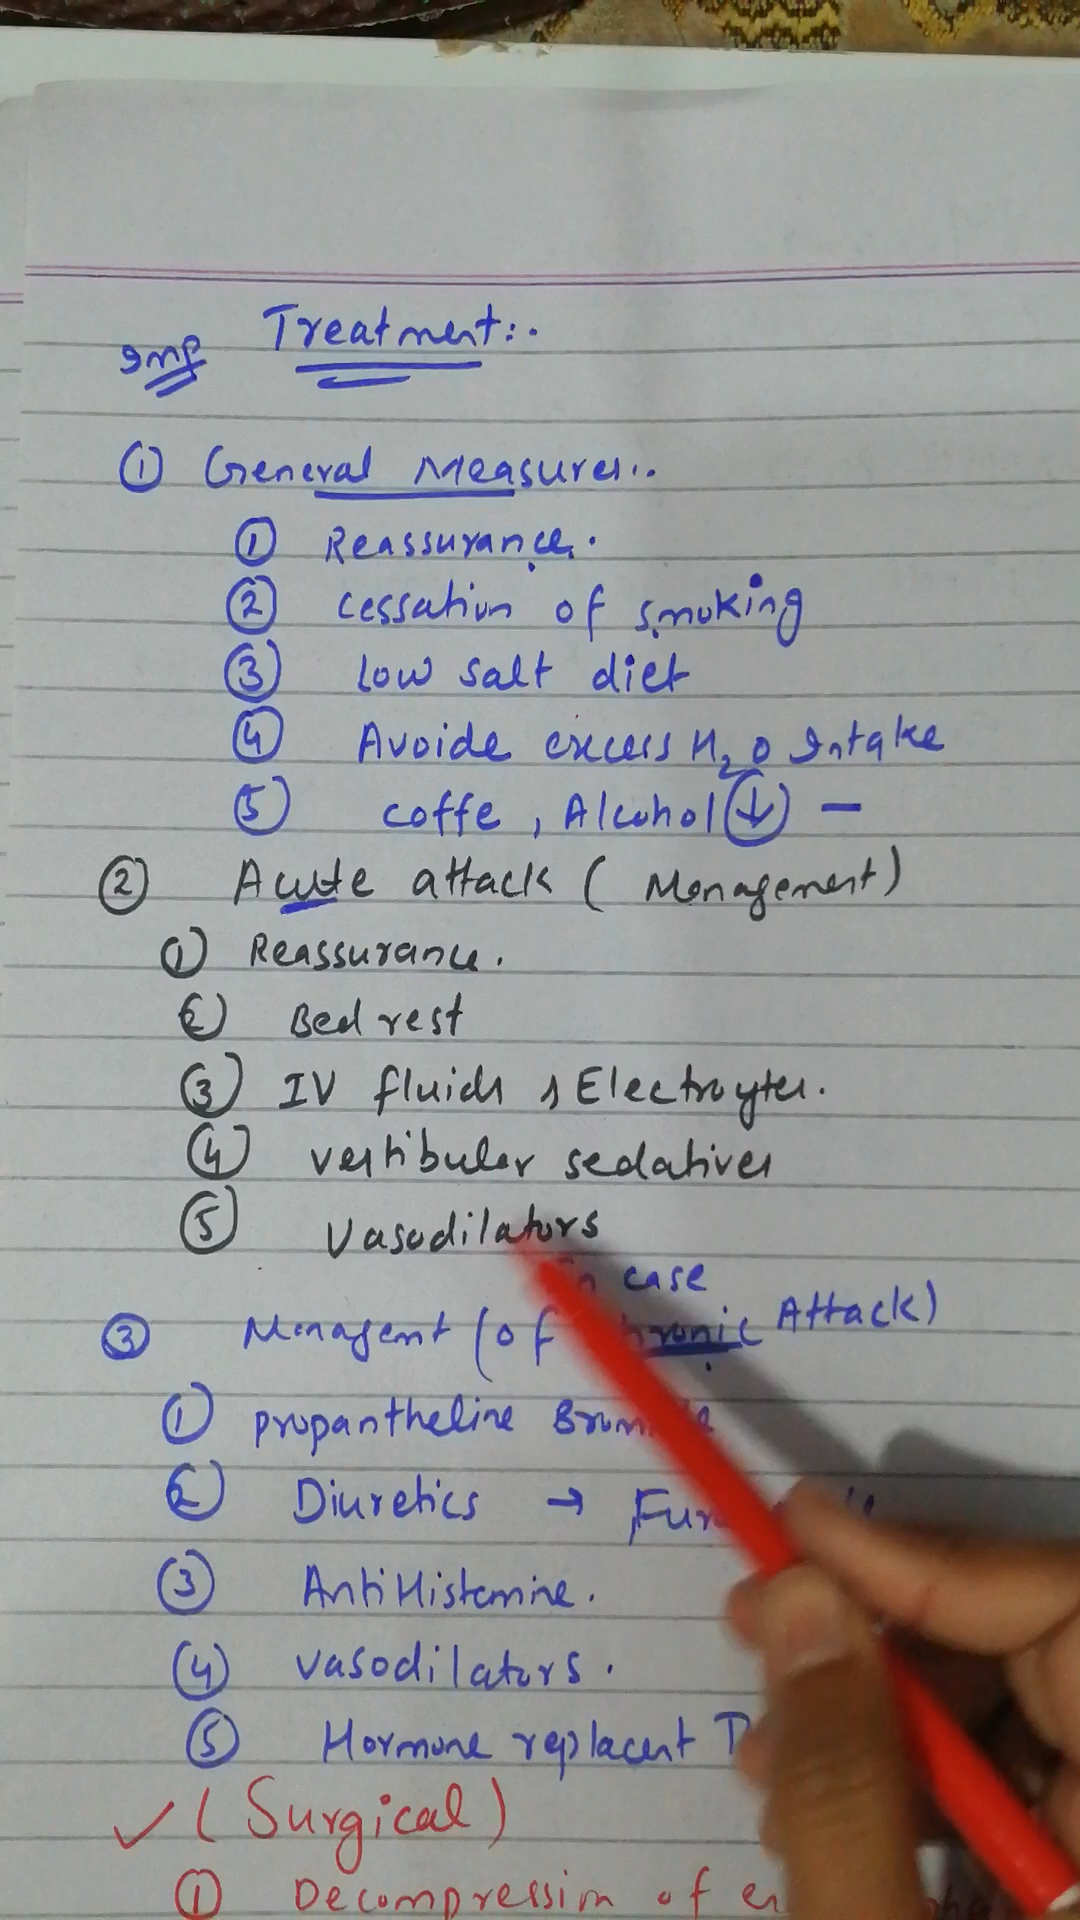 Treatment:.
Imp
① General Measures..
① Reassurance.
② cessation of smoking
③ Low salt diet
④ Avoide excess H₂O Intake
⑤ coffe , Alcohol ↓ —
② Acute attack ( Management)
① Reassurance.
② Bed rest
③ IV fluids , Electroytes.
④ vestibular sedatives
⑤ Vasodilators
case
③ Managemt (of Attack)
① propantheline
② Diuretics →
③ AntiHistamine.
④ vasodilators.
⑤ Hormone replacent T
✓ (Surgical)
① Decompression of